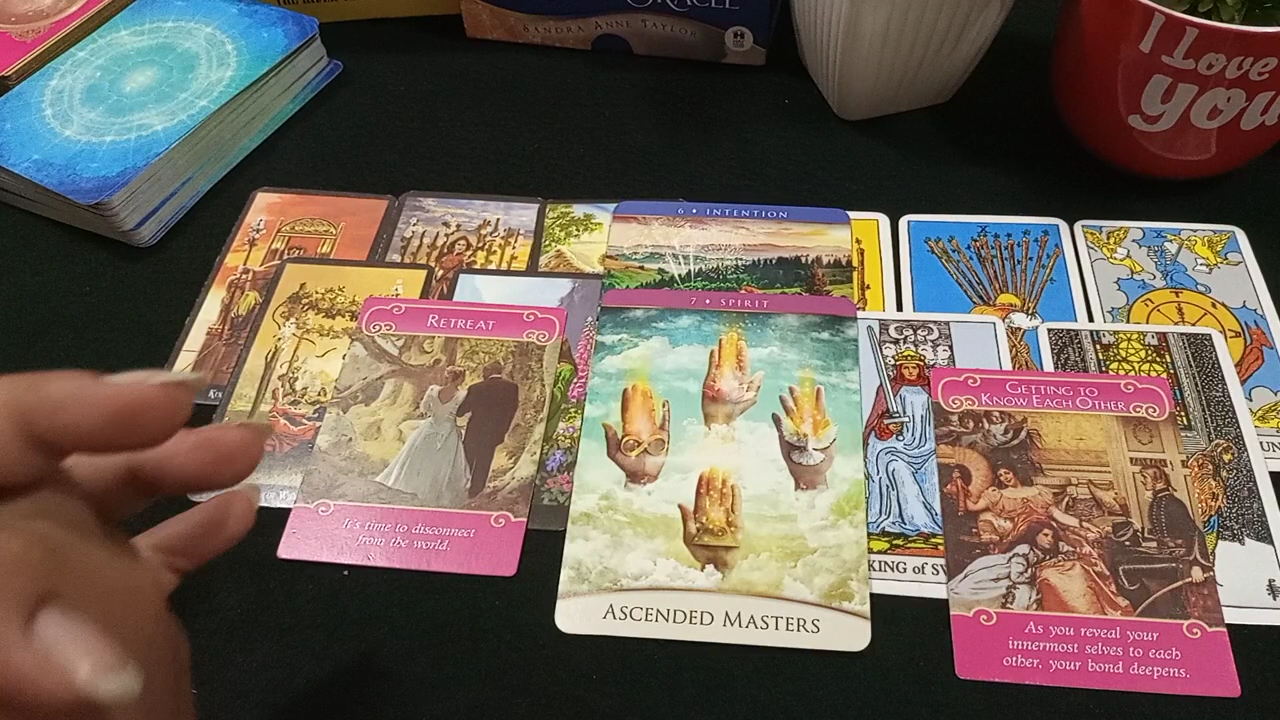 ORACLE
SANDRA ANNE TAYLOR
I Love
you
6 • INTENTION
X
X
7 • SPIRIT
RETREAT
It's time to disconnect
from the world.
GETTING TO
KNOW EACH OTHER
KING of SW
ASCENDED MASTERS
As you reveal your
innermost selves to each
other, your bond deepens.